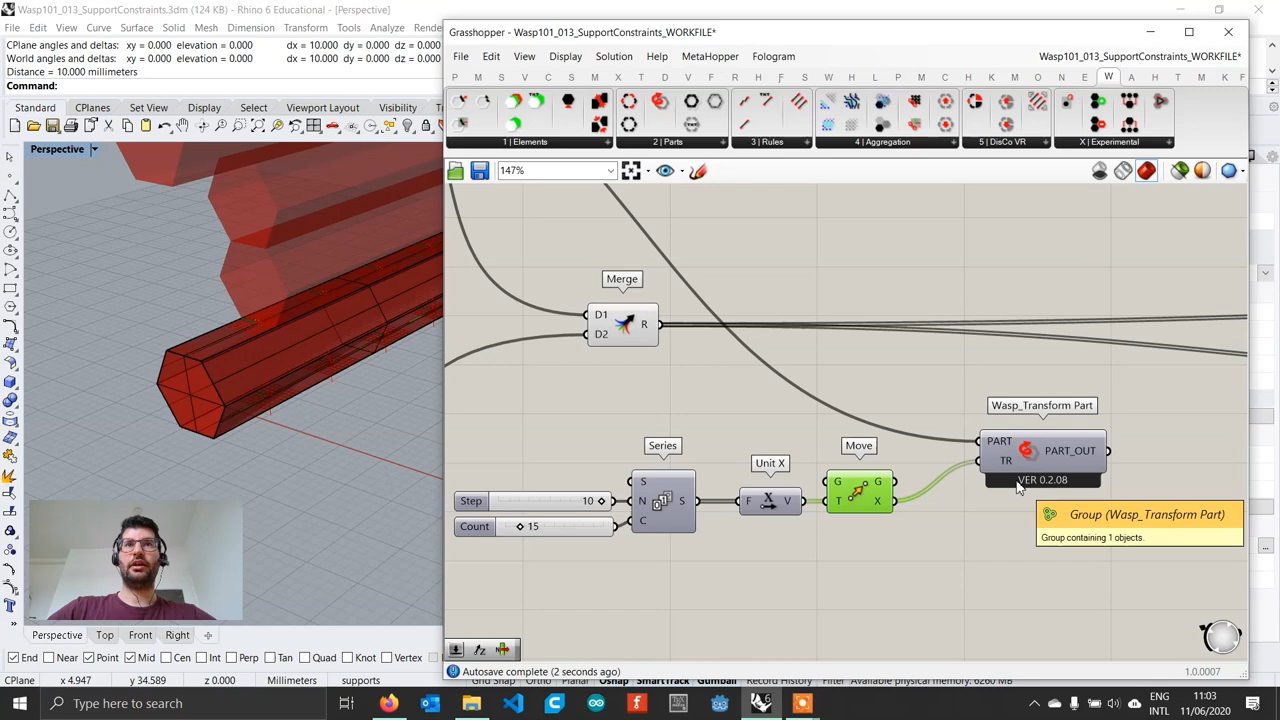 Wasp101_013_SupportConstraints.3dm (124 KB) - Rhino 6 Educational - [Perspective]
File Edit View Curve Surface Solid Mesh Dimension Transform Tools Analyze
CPlane angles and deltas: xy = 0.000 elevation = 0.000 dx = 10.000 dy = 0.000 dz = 0.000
World angles and deltas: xy = 0.000 elevation = 0.000 dx = 10.000 dy = 0.000 dz = 0.000
Distance = 10.000 millimeters
Command:
Standard CPlanes Set View Display Select Viewport Layout Visibility
Perspective
Grasshopper - Wasp101_013_SupportConstraints_WORKFILE*
File Edit View Display Solution Help MetaHopper Fologram
Wasp101_013_SupportConstraints_WORKFILE*
P M S V C S M I X T D P R S A M K T F I W A H L F P B E W L H K M N O E W A H M C K F
1 | Elements
2 | Parts
3 | Rules
4 | Aggregation
5 | DisCo VR
X | Experimental
147%
Merge
D1
D2
R
Wasp_Transform Part
PART
TR
PART_OUT
VER 0.2.08
Series
Unit X
Move
Step 10
Count 15
S
N
C
S
F
X
V
G
T
G
X
Group (Wasp_Transform Part)
Group containing 1 objects.
Autosave complete (2 seconds ago)
1.0.0007
Perspective Top Front Right
End Near Point Mid Cen Int Perp Tan Quad Knot Vertex
CPlane x 4.947 y 34.589 z 0.000 Millimeters supports
Grid Snap Ortho Planar Osnap SmartTrack Gumball Record History Filter Available physical memory: 6260 MB
Type here to search
ENG
INTL
11:03
11/06/2020